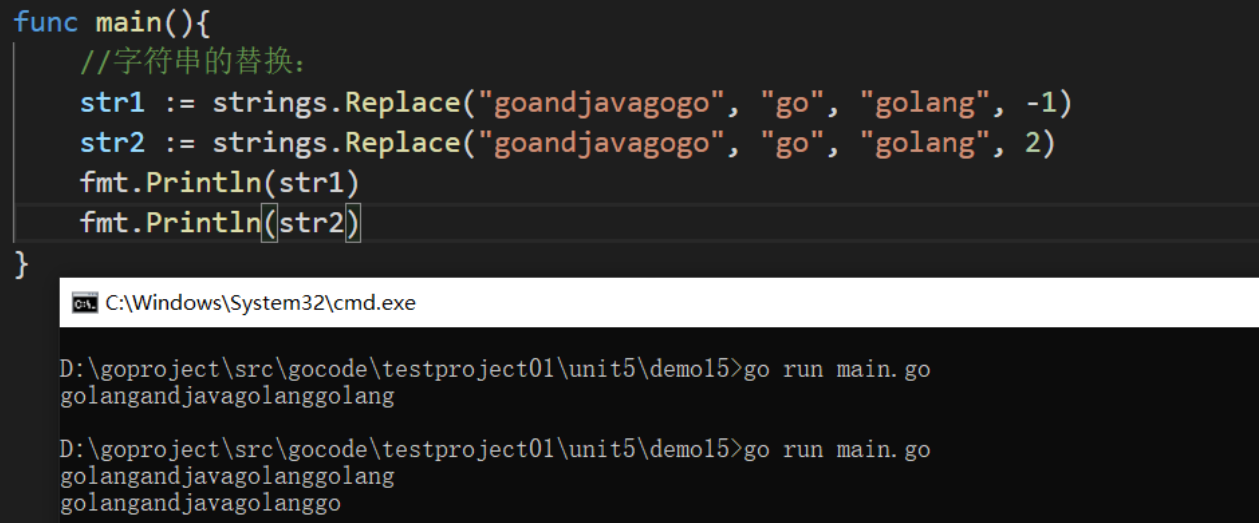 func main(){
//字符串的替换：
str1 := strings.Replace("goandjavagogo", "go", "golang", -1)
str2 := strings.Replace("goandjavagogo", "go", "golang", 2)
fmt.Println(str1)
fmt.Println(str2)
}
C:\Windows\System32\cmd.exe
D:\goproject\src\gocode\testproject01\unit5\demo15>go run main.go
golangandjavagolanggolang
D:\goproject\src\gocode\testproject01\unit5\demo15>go run main.go
golangandjavagolanggolang
golangandjavagolanggo